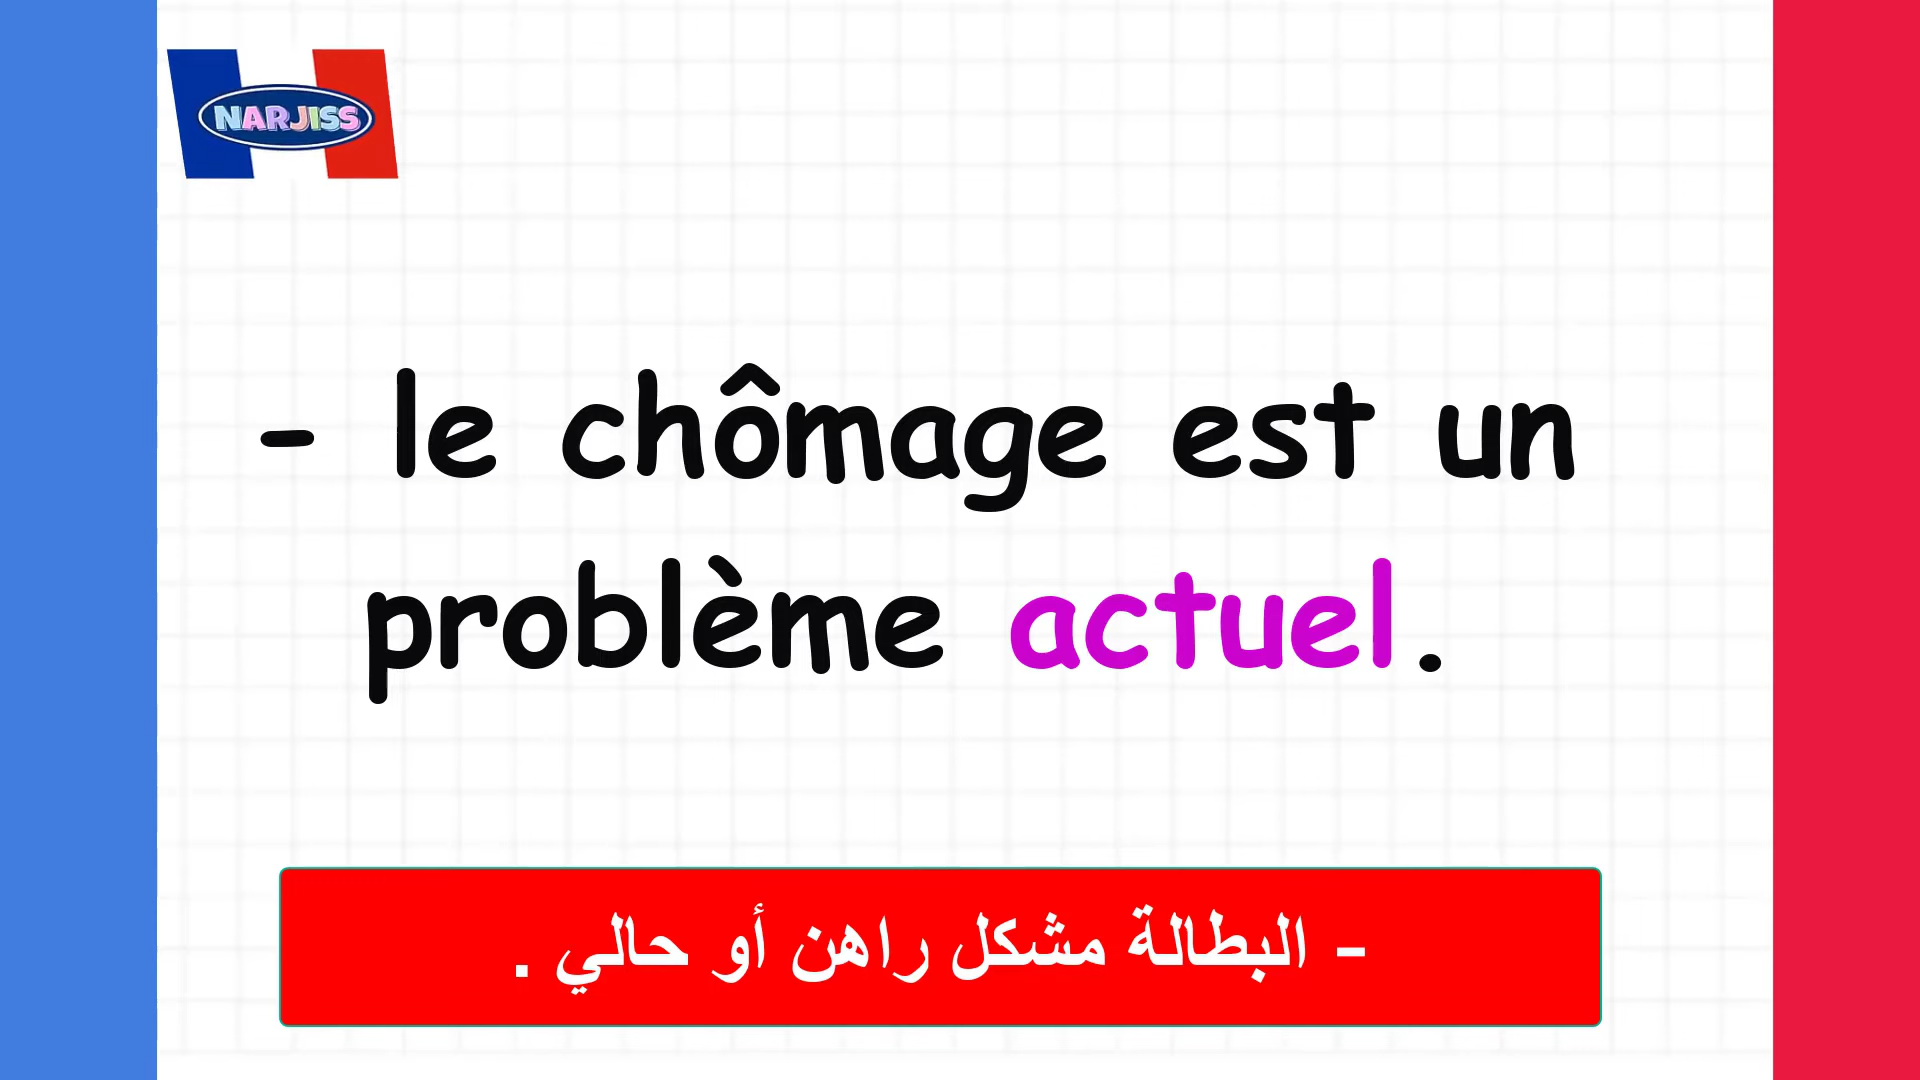 NARJISS
- le chômage est un
problème actuel.
- البطالة مشكل راهن أو حالي .